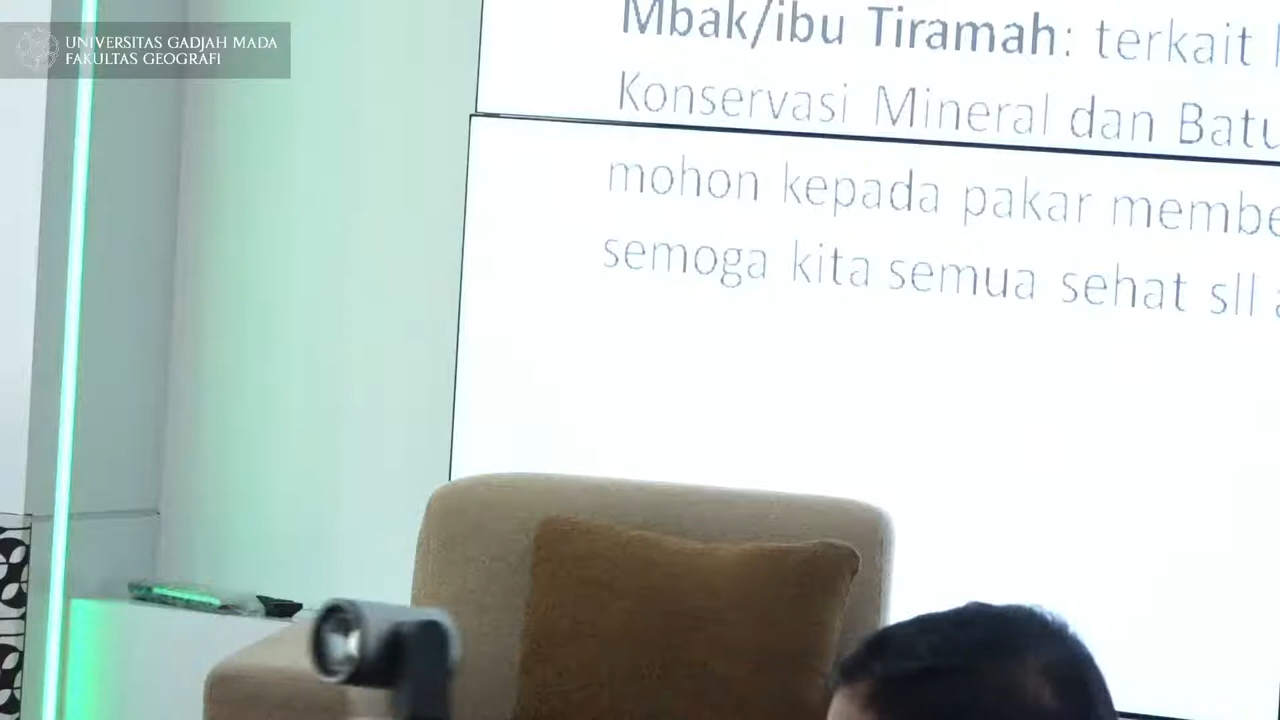 UNIVERSITAS GADJAH MADA
FAKULTAS GEOGRAFI
Mbak/ibu Tiramah: terkait
Konservasi Mineral dan Batu
mohon kepada pakar membe
semoga kita semua sehat sll